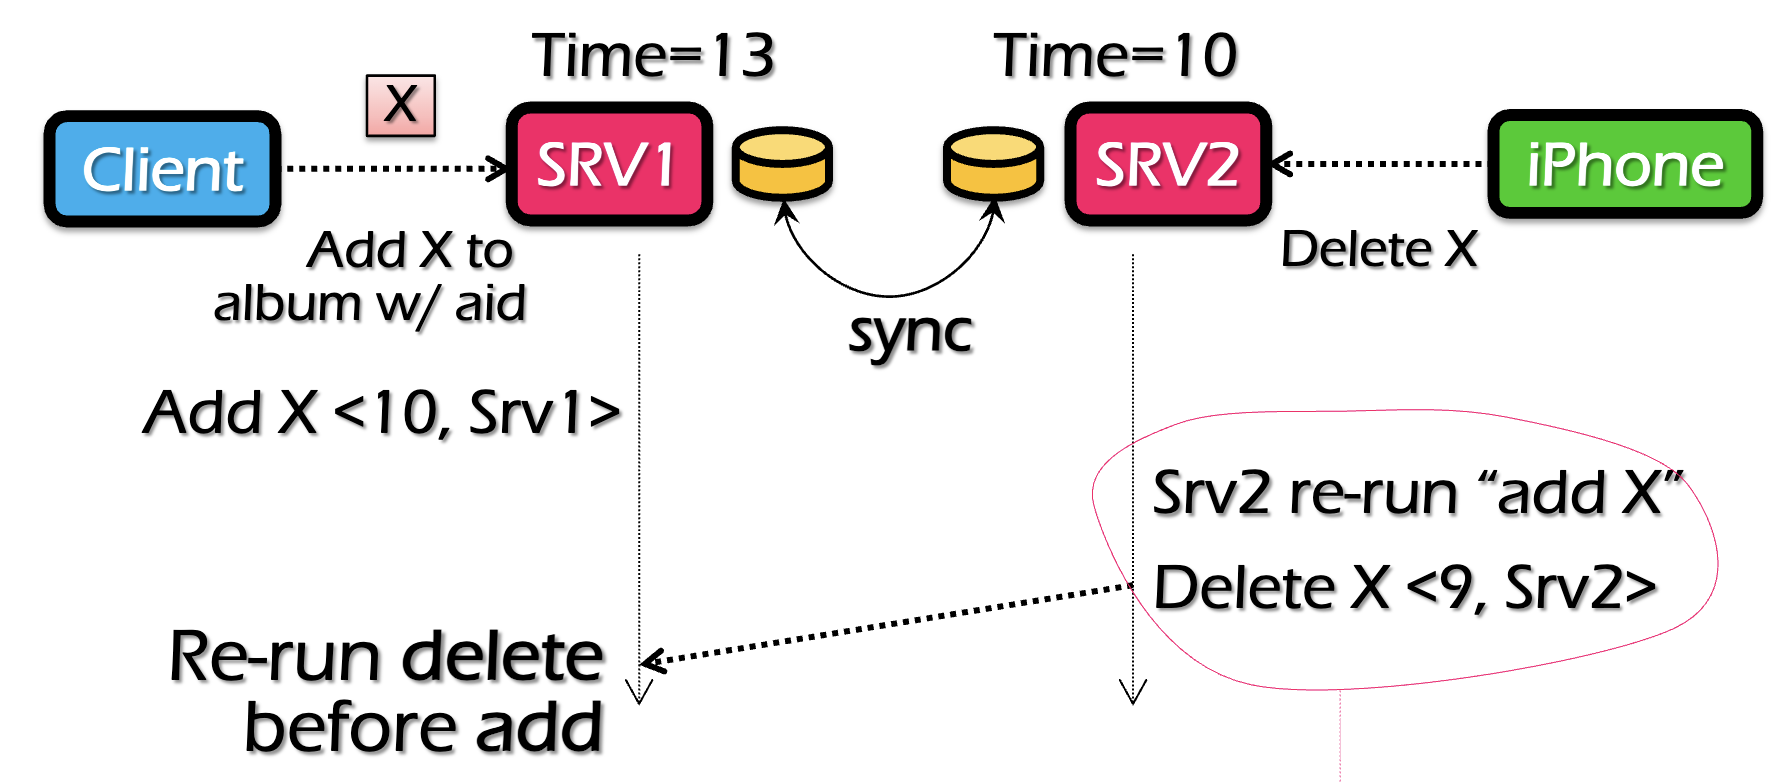 Time=13
Time=10
X
Client
SRV1
SRV2
iPhone
Add X to
album w/ aid
Delete X
sync
Add X <10, Srv1>
Srv2 re-run “add X”
Delete X <9, Srv2>
Re-run delete
before add